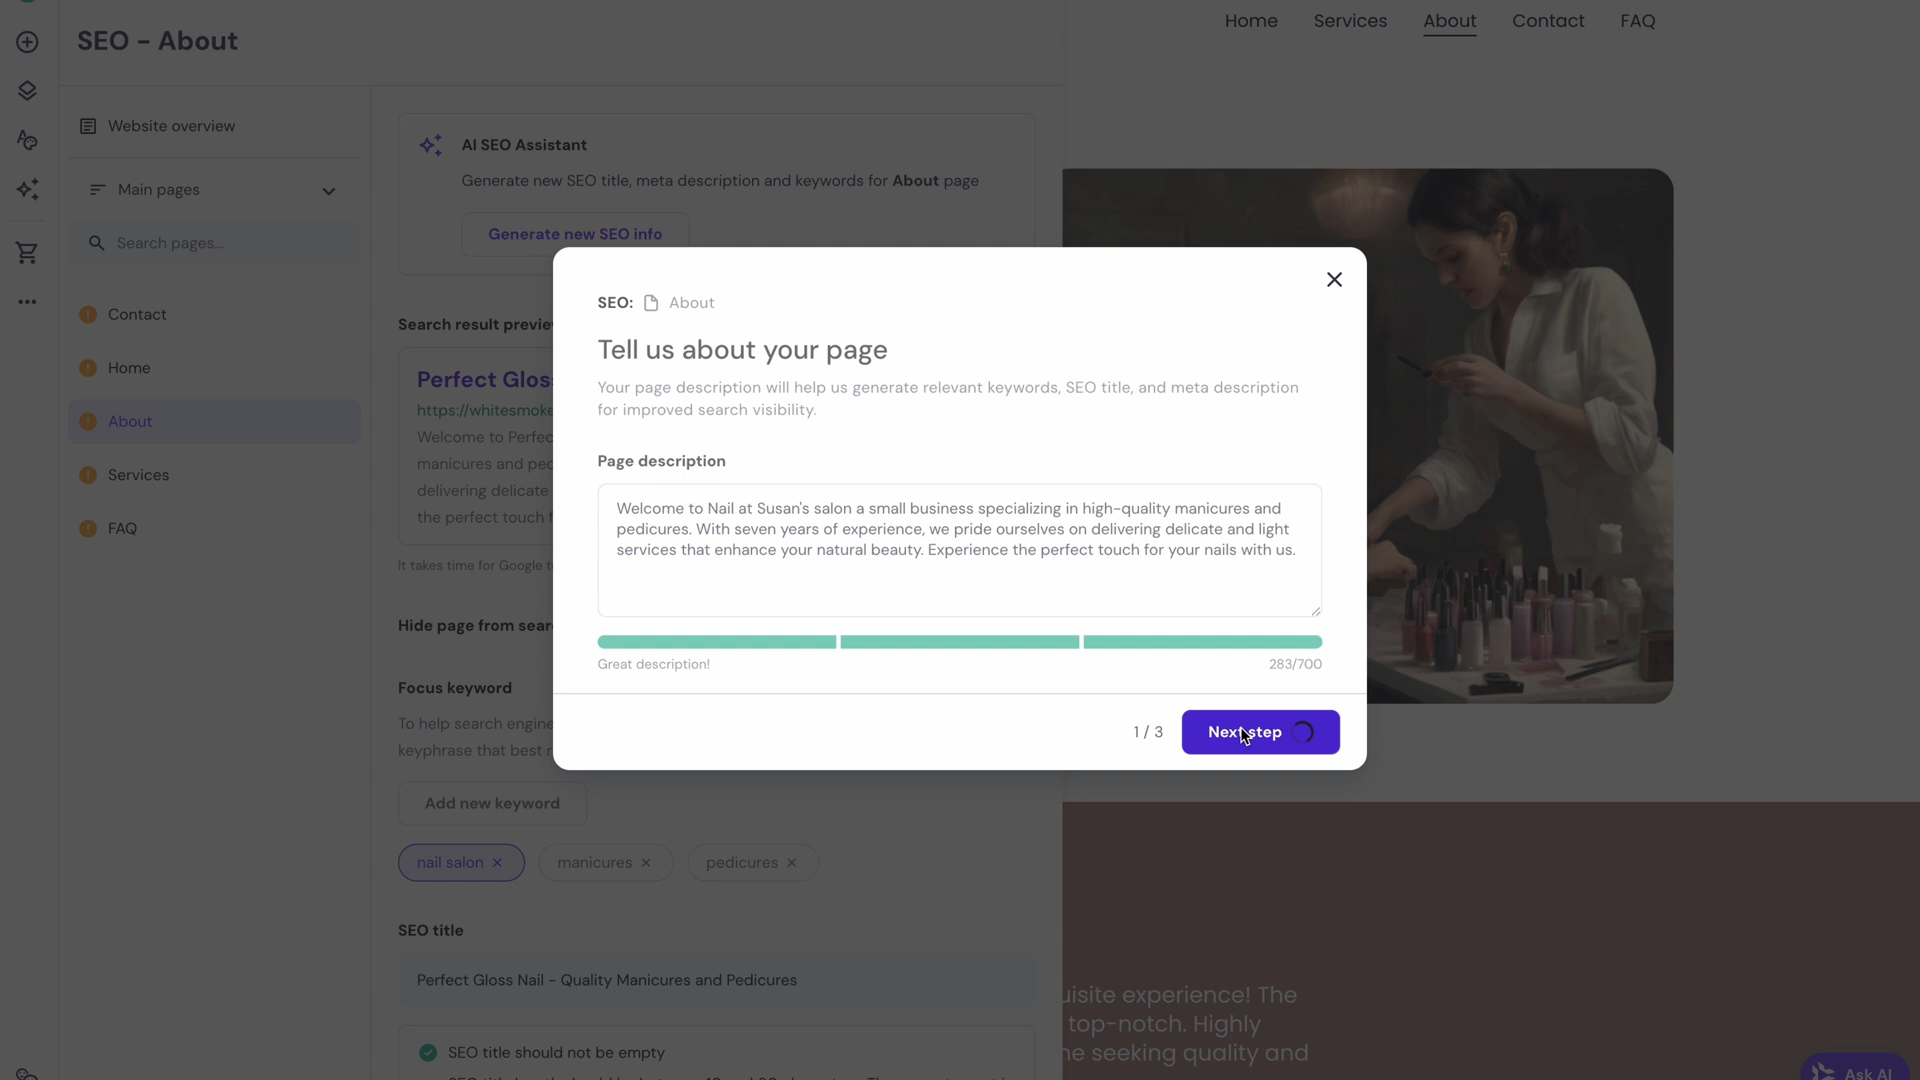 SEO - About
Home
Services
About
Contact
FAQ
Website overview
Main pages
Search pages...
Contact
Home
About
Services
FAQ
AI SEO Assistant
Generate new SEO title, meta description and keywords for About page
Generate new SEO info
Search result
Perfect
https://whitesmoke
Welcome to
manicures and
delivering delicate
the perfect touch
It takes time for Google
Hide page from
Focus keyword
To help search
keyphrase that best
Add new keyword
nail salon
manicures
pedicures
SEO title
Perfect Gloss Nail - Quality Manicures and Pedicures
SEO title should not be empty
SEO: About
Tell us about your page
Your page description will help us generate relevant keywords, SEO title, and meta description
for improved search visibility.
Page description
Welcome to Nail at Susan's salon a small business specializing in high-quality manicures and
pedicures. With seven years of experience, we pride ourselves on delivering delicate and light
services that enhance your natural beauty. Experience the perfect touch for your nails with us.
Great description!
283/700
1 / 3
Next step
experience! The
top-notch. Highly
seeking quality and
Ask AI